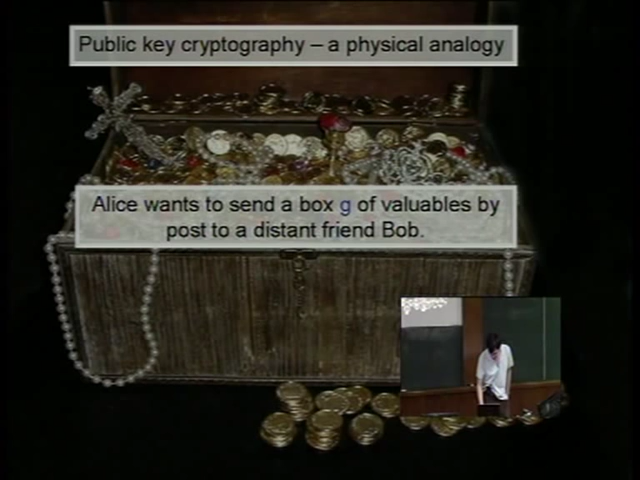 Public key cryptography – a physical analogy
Alice wants to send a box g of valuables by
post to a distant friend Bob.